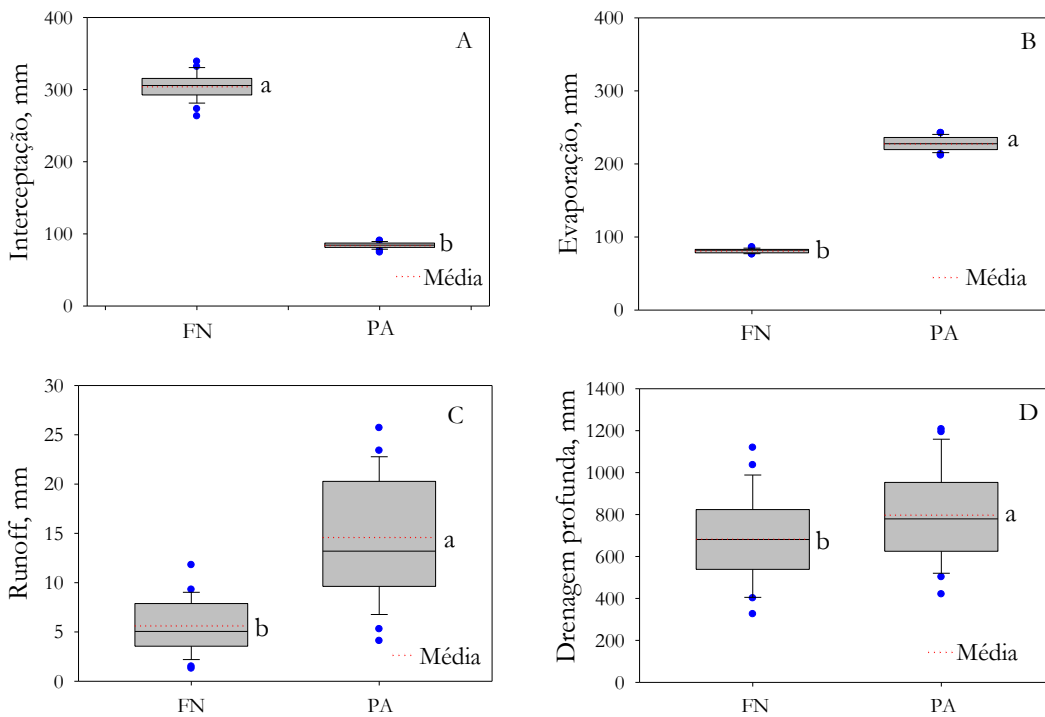 A
Interceptação, mm
400
300
200
100
0
a
b
Média
FN
PA
B
Evaporação, mm
400
300
200
100
0
b
a
Média
FN
PA
C
Runoff, mm
30
25
20
15
10
5
0
b
a
Média
FN
PA
D
Drenagem profunda, mm
1400
1200
1000
800
600
400
200
0
b
a
Média
FN
PA